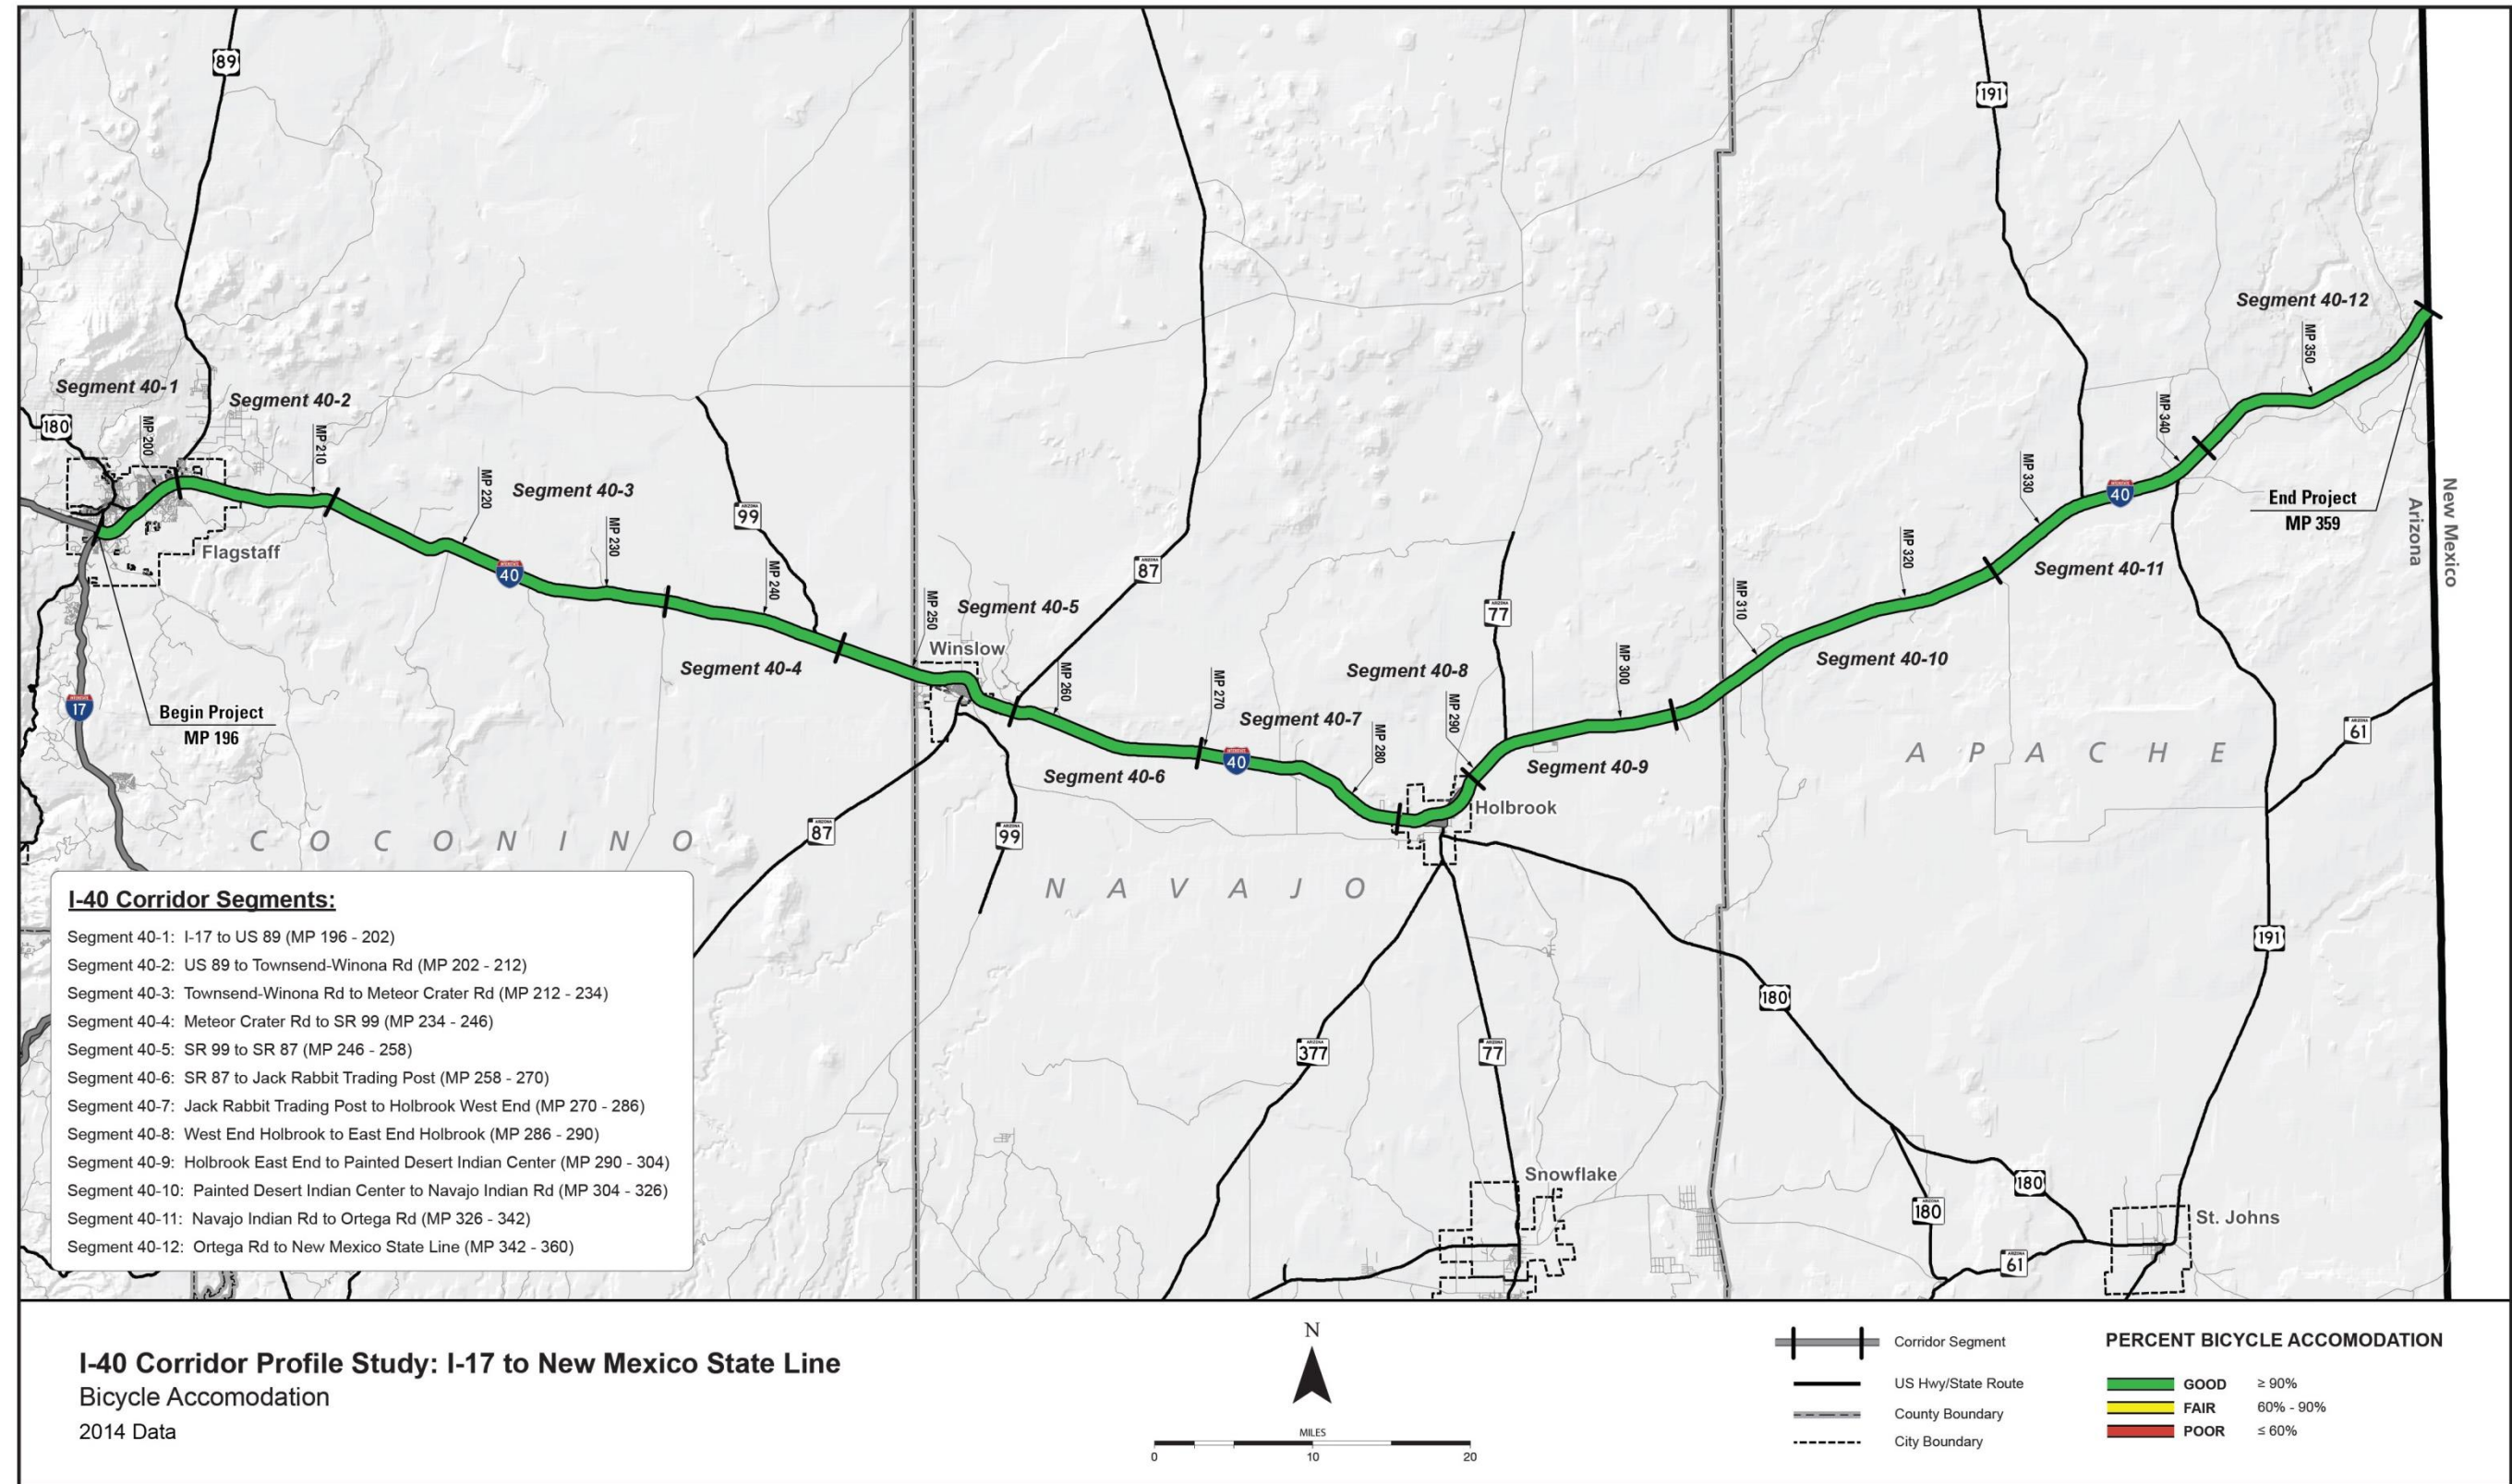 89
191
Segment 40-12
MP 350
Segment 40-1
Segment 40-2
180
MP 200
MP 210
MP 340
MP 220
Segment 40-3
MP 230
99
MP 330
INTERSTATE
40
End Project
MP 359
Arizona
New Mexico
Flagstaff
INTERSTATE
40
MP 240
ARIZONA
87
MP 320
Segment 40-11
MP 250
Segment 40-5
ARIZONA
77
MP 310
Winslow
Segment 40-4
MP 260
MP 270
Segment 40-8
MP 300
Segment 40-10
INTERSTATE
17
Begin Project
MP 196
Segment 40-7
MP 280
MP 290
ARIZONA
61
APACHE
Segment 40-6
INTERSTATE
40
Segment 40-9
Holbrook
COCONINO
ARIZONA
87
ARIZONA
99
NAVAJO
I-40 Corridor Segments:
Segment 40-1: I-17 to US 89 (MP 196 - 202)
Segment 40-2: US 89 to Townsend-Winona Rd (MP 202 - 212)
Segment 40-3: Townsend-Winona Rd to Meteor Crater Rd (MP 212 - 234)
Segment 40-4: Meteor Crater Rd to SR 99 (MP 234 - 246)
Segment 40-5: SR 99 to SR 87 (MP 246 - 258)
Segment 40-6: SR 87 to Jack Rabbit Trading Post (MP 258 - 270)
Segment 40-7: Jack Rabbit Trading Post to Holbrook West End (MP 270 - 286)
Segment 40-8: West End Holbrook to East End Holbrook (MP 286 - 290)
Segment 40-9: Holbrook East End to Painted Desert Indian Center (MP 290 - 304)
Segment 40-10: Painted Desert Indian Center to Navajo Indian Rd (MP 304 - 326)
Segment 40-11: Navajo Indian Rd to Ortega Rd (MP 326 - 342)
Segment 40-12: Ortega Rd to New Mexico State Line (MP 342 - 360)
191
180
ARIZONA
377
ARIZONA
77
Snowflake
180
180
St. Johns
ARIZONA
61
I-40 Corridor Profile Study: I-17 to New Mexico State Line
Bicycle Accomodation
2014 Data
N
MILES
0 10 20
Corridor Segment
US Hwy/State Route
County Boundary
City Boundary
PERCENT BICYCLE ACCOMODATION
GOOD ≥ 90%
FAIR 60% - 90%
POOR ≤ 60%